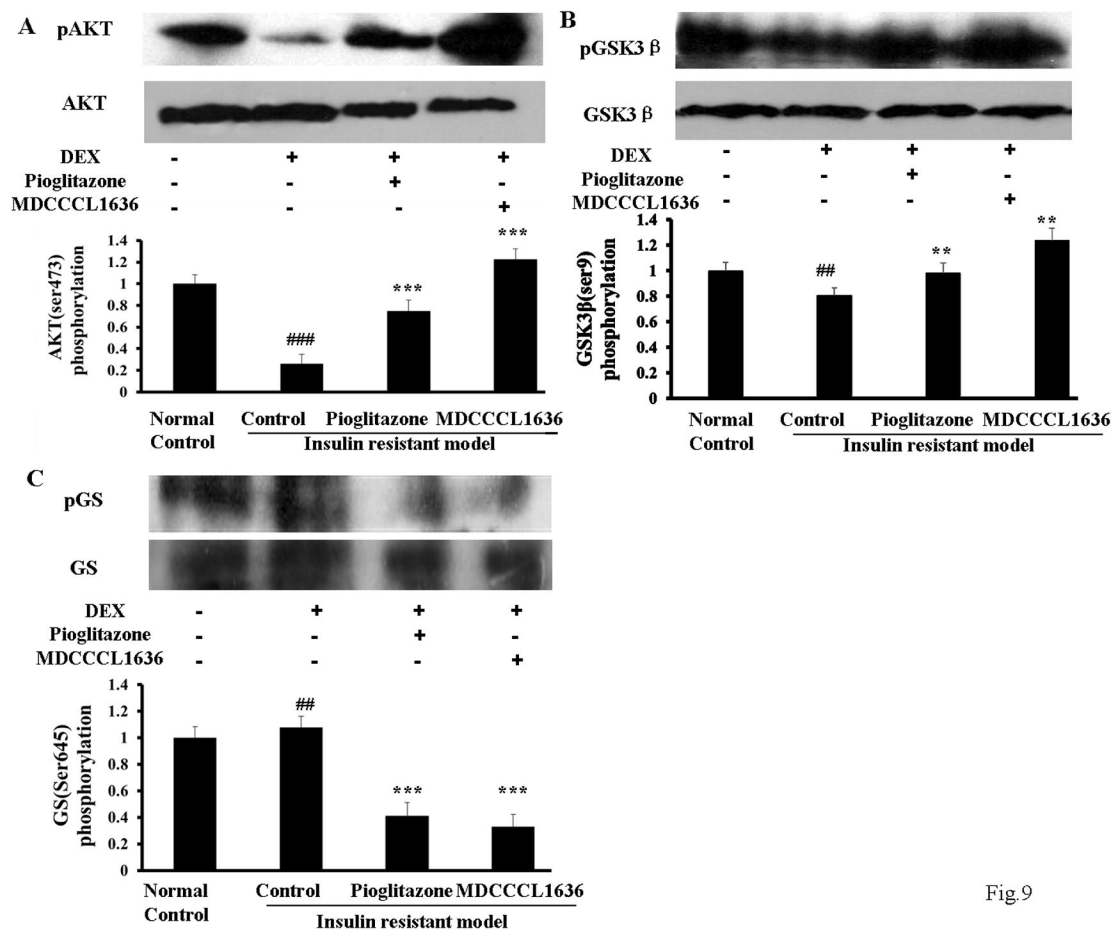 A
pAKT
AKT
DEX - + + +
Pioglitazone - - + -
MDCCCL1636 - - - +
AKT(ser473)
phosphorylation
1.4
1.2
1
0.8
0.6
0.4
0.2
0
###
***
***
Normal
Control
Control Pioglitazone MDCCCL1636
Insulin resistant model
B
pGSK3 β
GSK3 β
DEX - + + +
Pioglitazone - - + -
MDCCCL1636 - - - +
GSK3β(ser9)
phosphorylation
1.4
1.2
1
0.8
0.6
0.4
0.2
0
##
**
**
Normal
Control
Control Pioglitazone MDCCCL1636
Insulin resistant model
C
pGS
GS
DEX - + + +
Pioglitazone - - + -
MDCCCL1636 - - - +
GS(Ser645)
phosphorylation
1.4
1.2
1
0.8
0.6
0.4
0.2
0
##
***
***
Normal
Control
Control Pioglitazone MDCCCL1636
Insulin resistant model
Fig.9